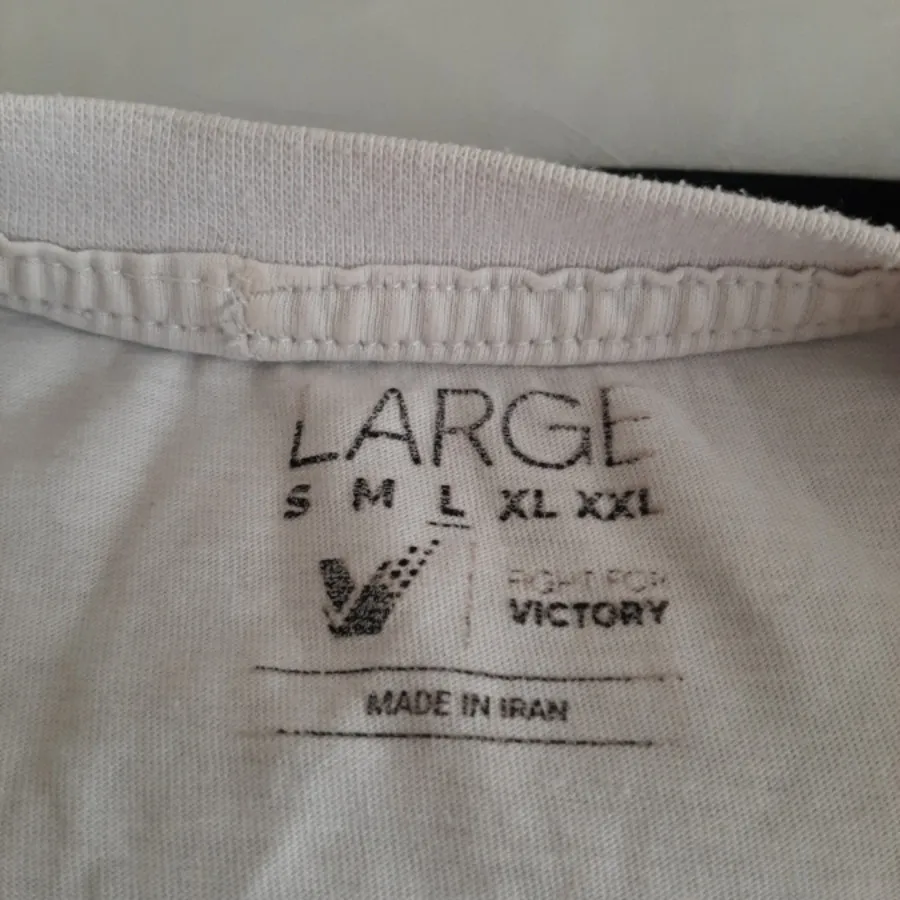 LARGE
S M L XL XXL
FIGHT FOR
VICTORY
MADE IN IRAN